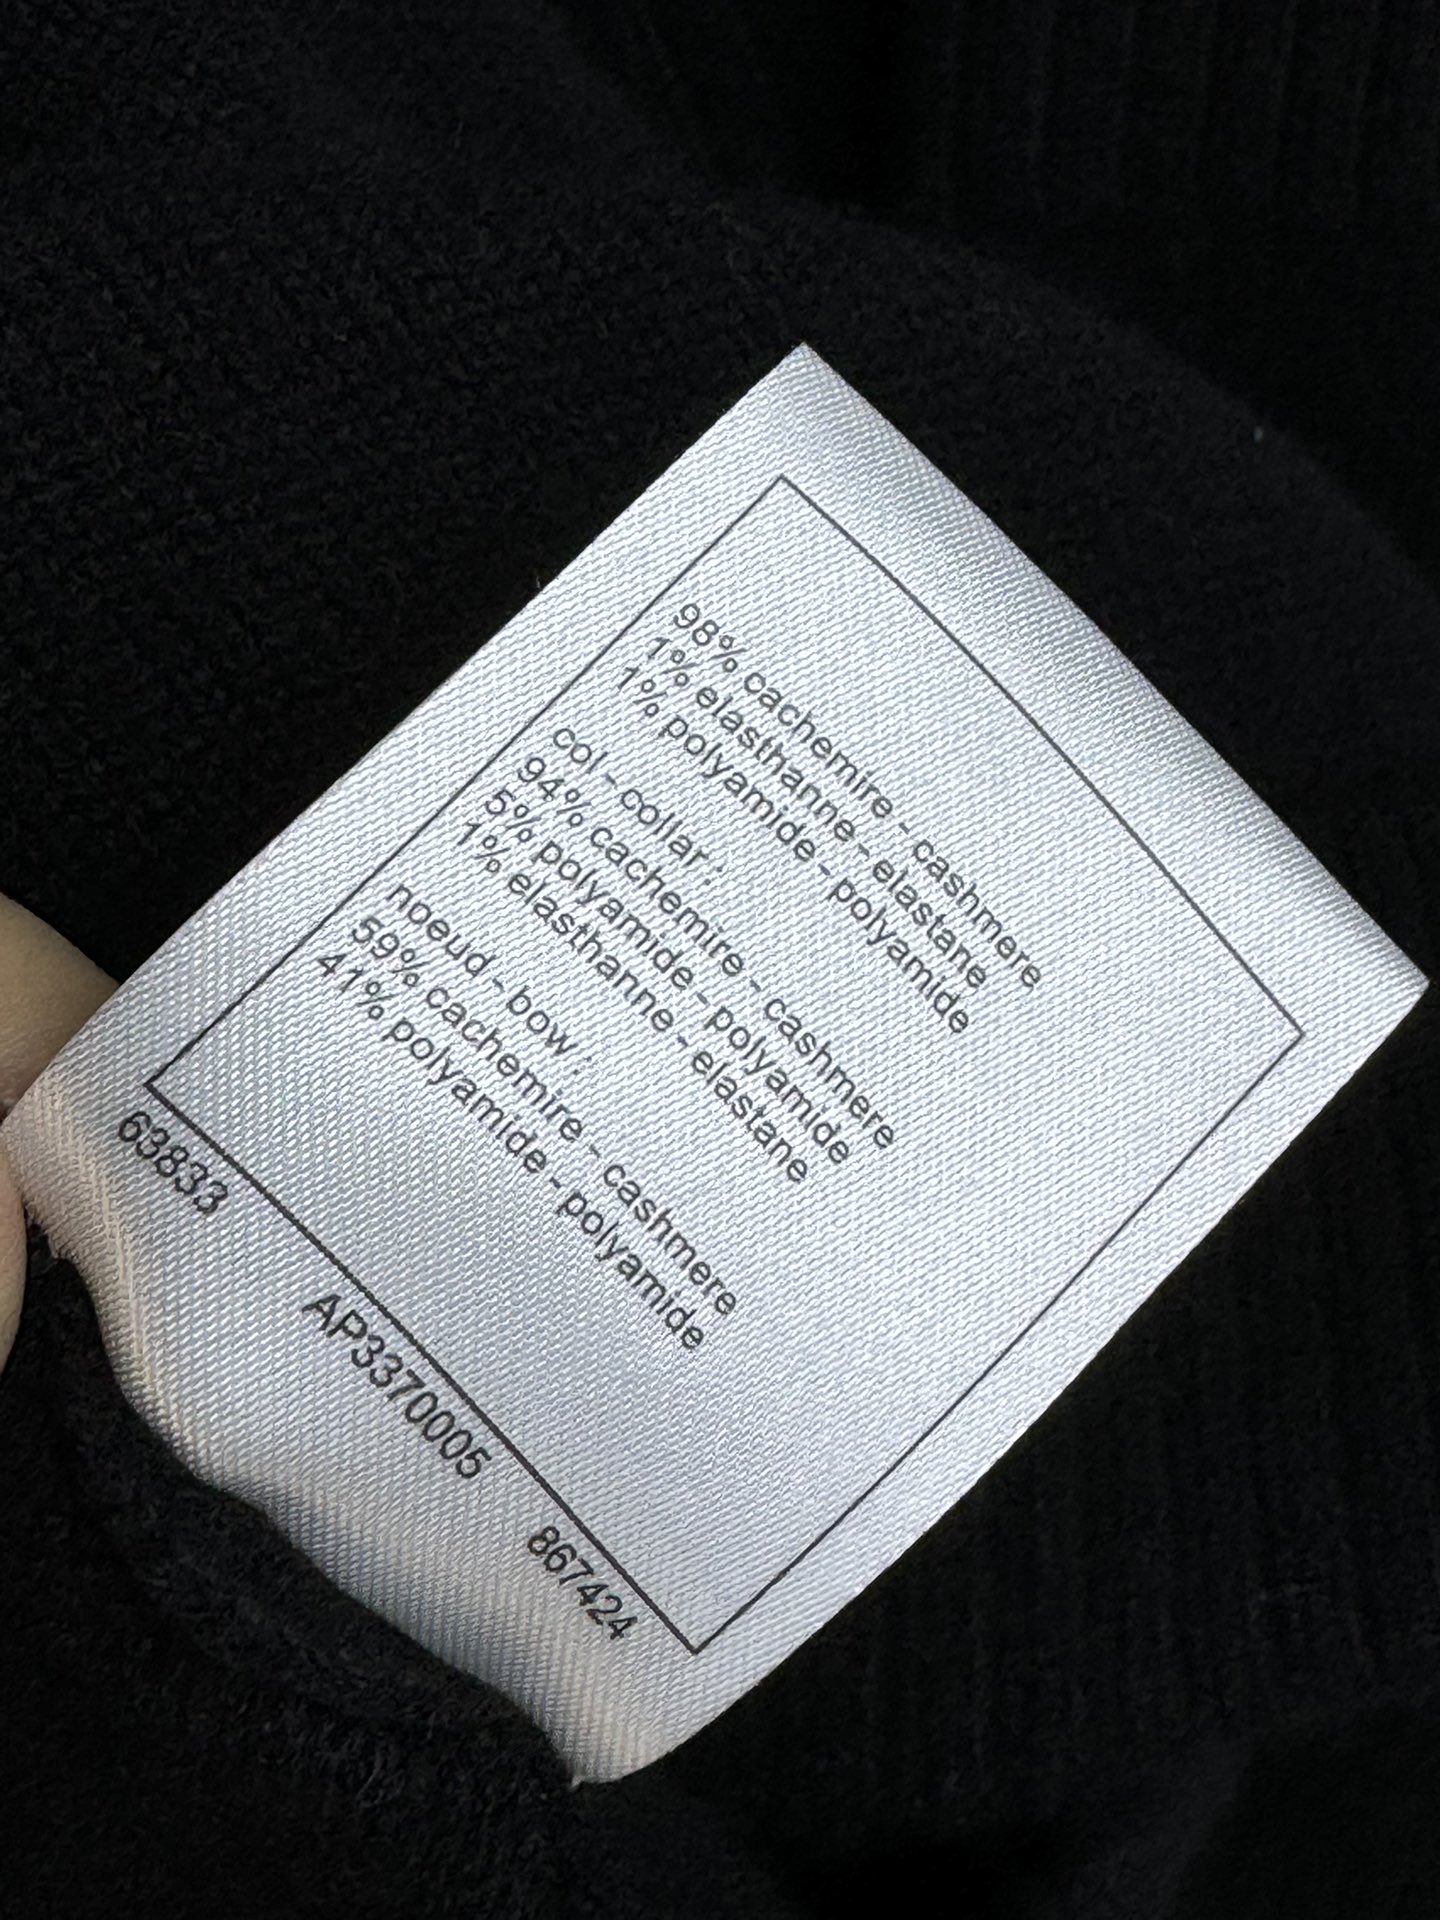 98% cachemire - cashmere
1% elasthanne - elastane
1% polyamide - polyamide
col - collar :
94% cachemire - cashmere
5% polyamide - polyamide
1% elasthanne - elastane
noeud - bow :
59% cachemire - cashmere
41% polyamide - polyamide
63833 AP3370005 867424